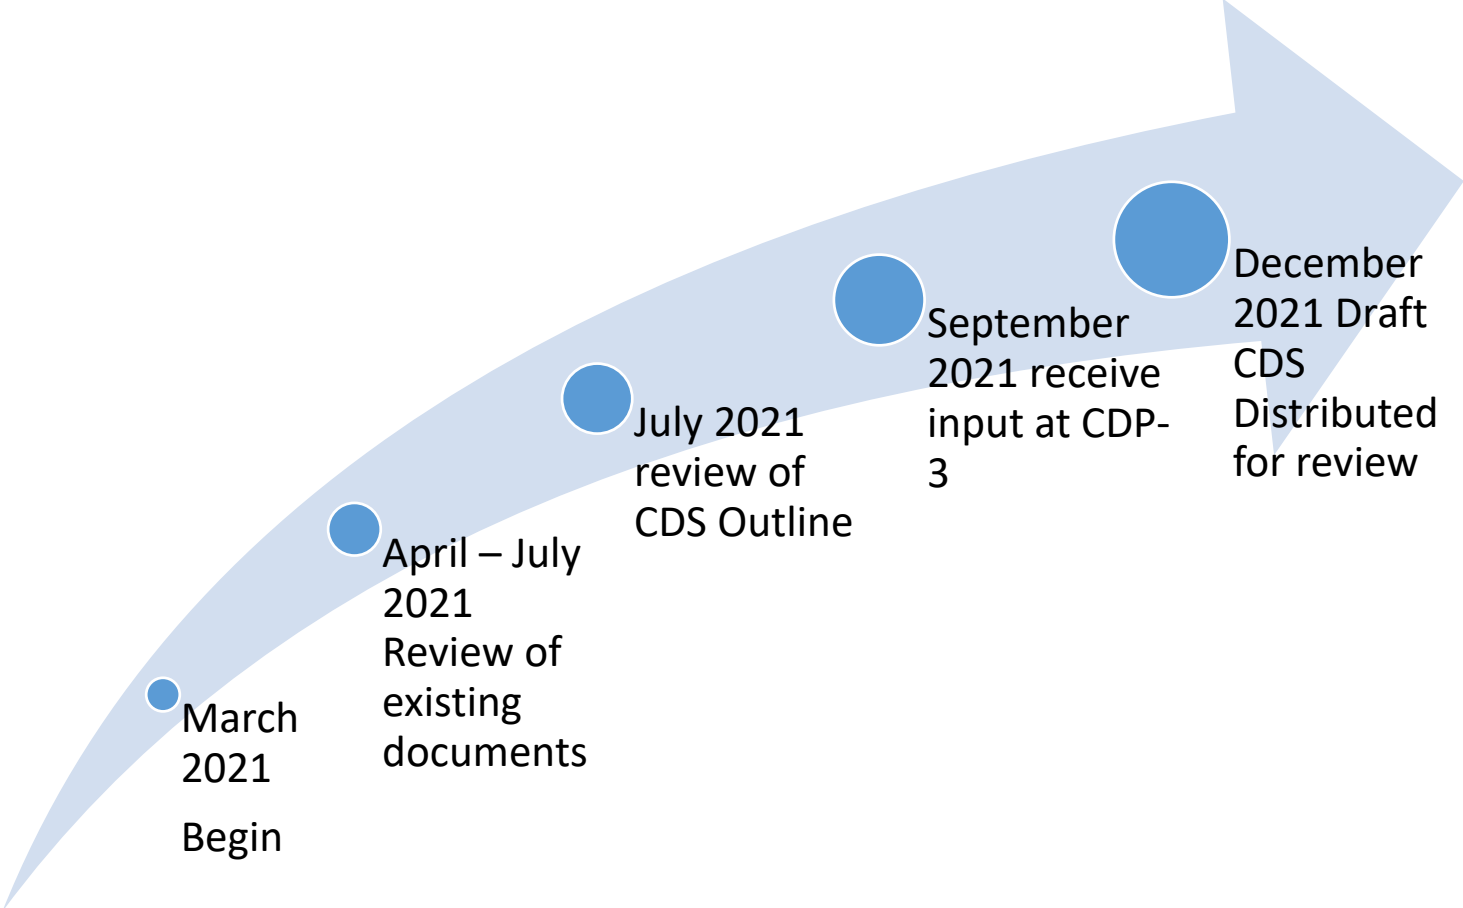 March
2021
Begin
April – July
2021
Review of
existing
documents
July 2021
review of
CDS Outline
September
2021 receive
input at CDP-
3
December
2021 Draft
CDS
Distributed
for review